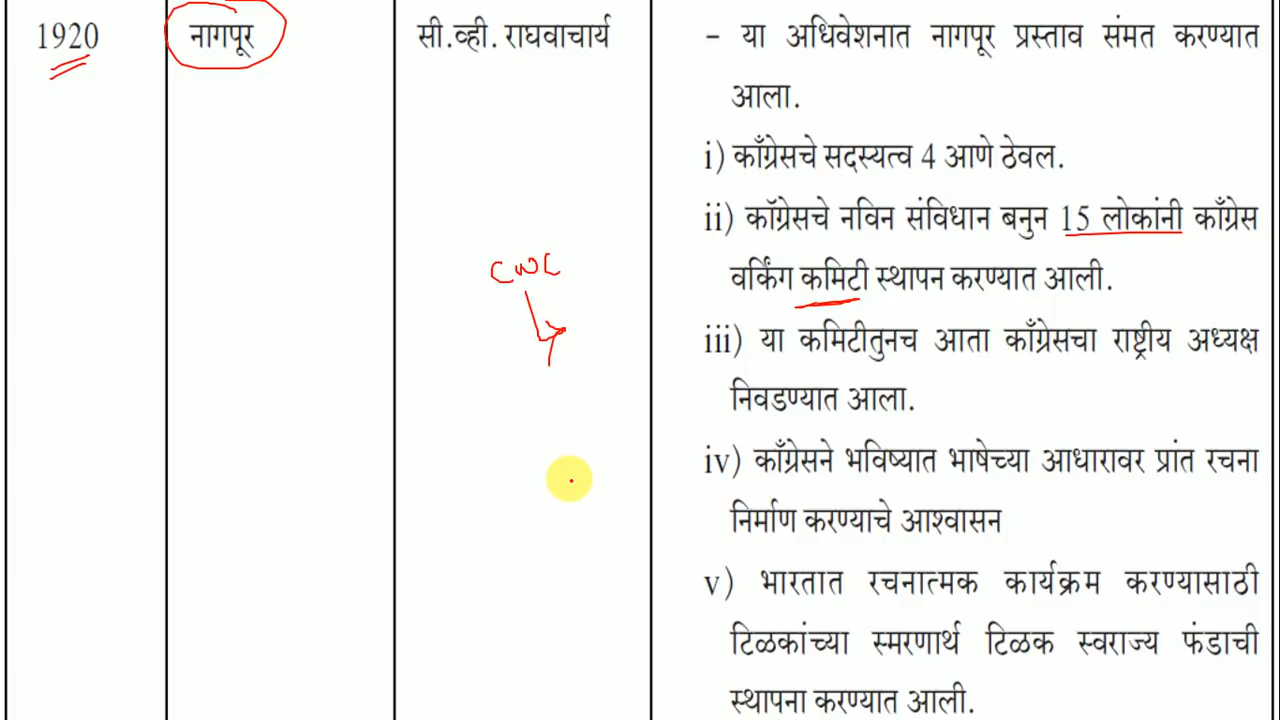 1920 नागपूर सी.व्ही. राघवाचार्य - या अधिवेशनात नागपूर प्रस्ताव संमत करण्यात
आला.
i) काँग्रेसचे सदस्यत्व 4 आणे ठेवल.
ii) कॉग्रेसचे नविन संविधान बनुन 15 लोकांनी काँग्रेस
CWC
वर्किंग कमिटी स्थापन करण्यात आली.
iii) या कमिटीतुनच आता काँग्रेसचा राष्ट्रीय अध्यक्ष
निवडण्यात आला.
iv) काँग्रेसने भविष्यात भाषेच्या आधारावर प्रांत रचना
निर्माण करण्याचे आश्वासन
v) भारतात रचनात्मक कार्यक्रम करण्यासाठी
टिळकांच्या स्मरणार्थ टिळक स्वराज्य फंडाची
स्थापना करण्यात आली.